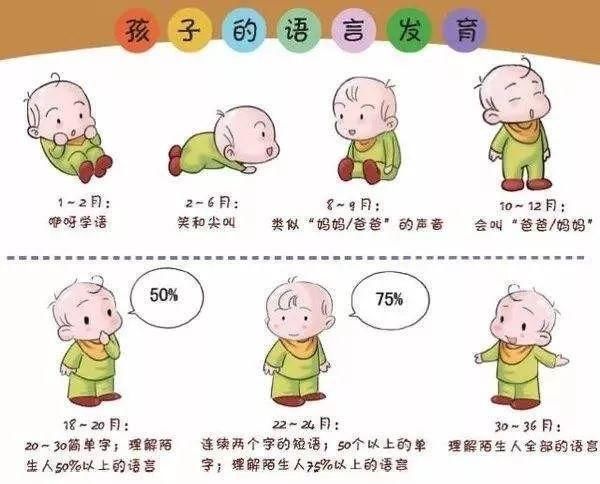 孩子的语言发育
1~2月：
咿呀学语
2~6月：
笑和尖叫
8~9月：
类似“妈妈/爸爸”的声音
10~12月：
会叫“爸爸/妈妈”
50%
18~20月：
20~30简单字；理解陌
生人50%以上的语言
75%
22~24月：
连续两个字的短语；50个以上的单
字；理解陌生人75%以上的语言
30~36月：
理解陌生人全部的语言